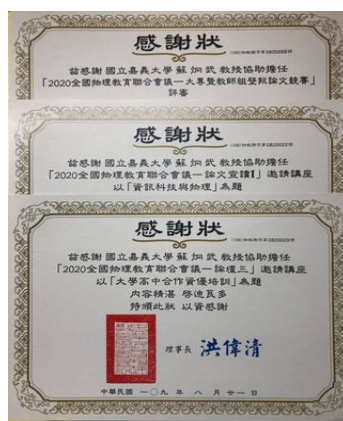 感謝狀
茲感謝 國立嘉義大學 蘇炯武 教授協助擔任
「2020全國物理教育聯合會議—大專暨教師組壁報論文競賽」
評審
感謝狀
茲感謝 國立嘉義大學 蘇炯武 教授協助擔任
「2020全國物理教育聯合會議—論文宣讀I」邀請講座
以「資訊科技與物理」為題
感謝狀
茲感謝 國立嘉義大學 蘇炯武 教授協助擔任
「2020全國物理教育聯合會議—論壇三」邀請講座
以「大學高中合作資優培訓」為題
內容精湛 啓迪良多
特頒此狀 以資感謝
理事長 洪偉清
中華民國 一〇九 年 八 月 廿一 日